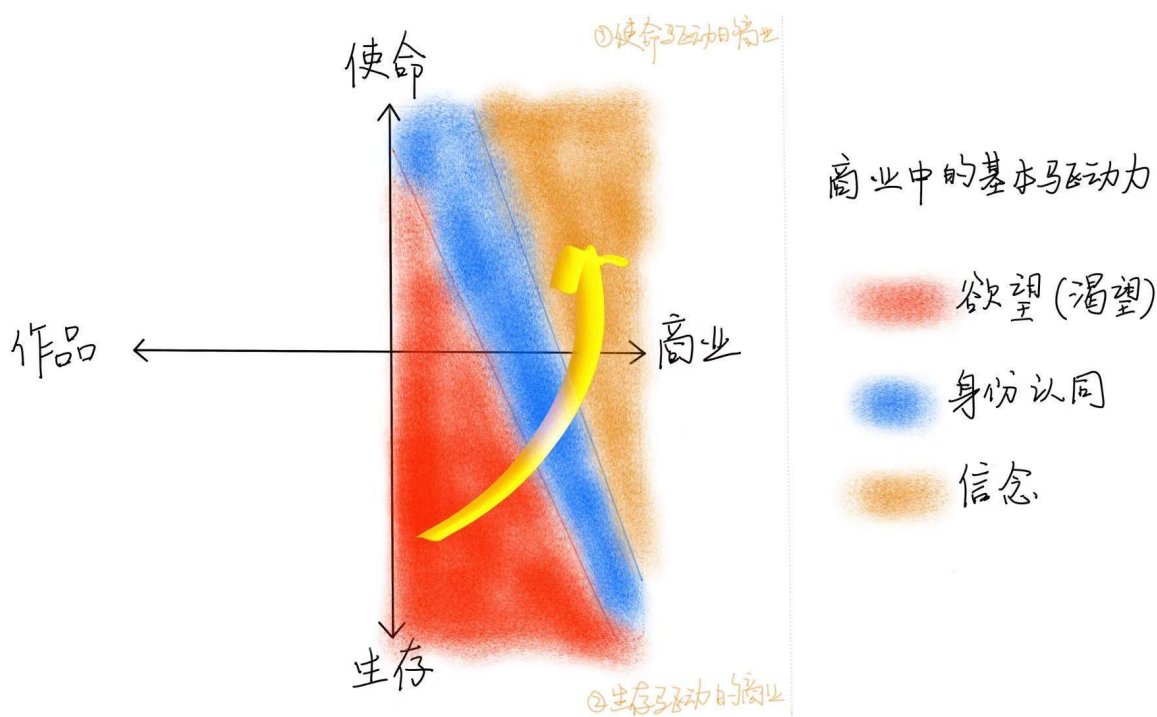 ①使命驱动的商业
使命
商业中的基本驱动力
欲望(渴望)
作品
商业
身份认同
信念
生存
②生存驱动的商业